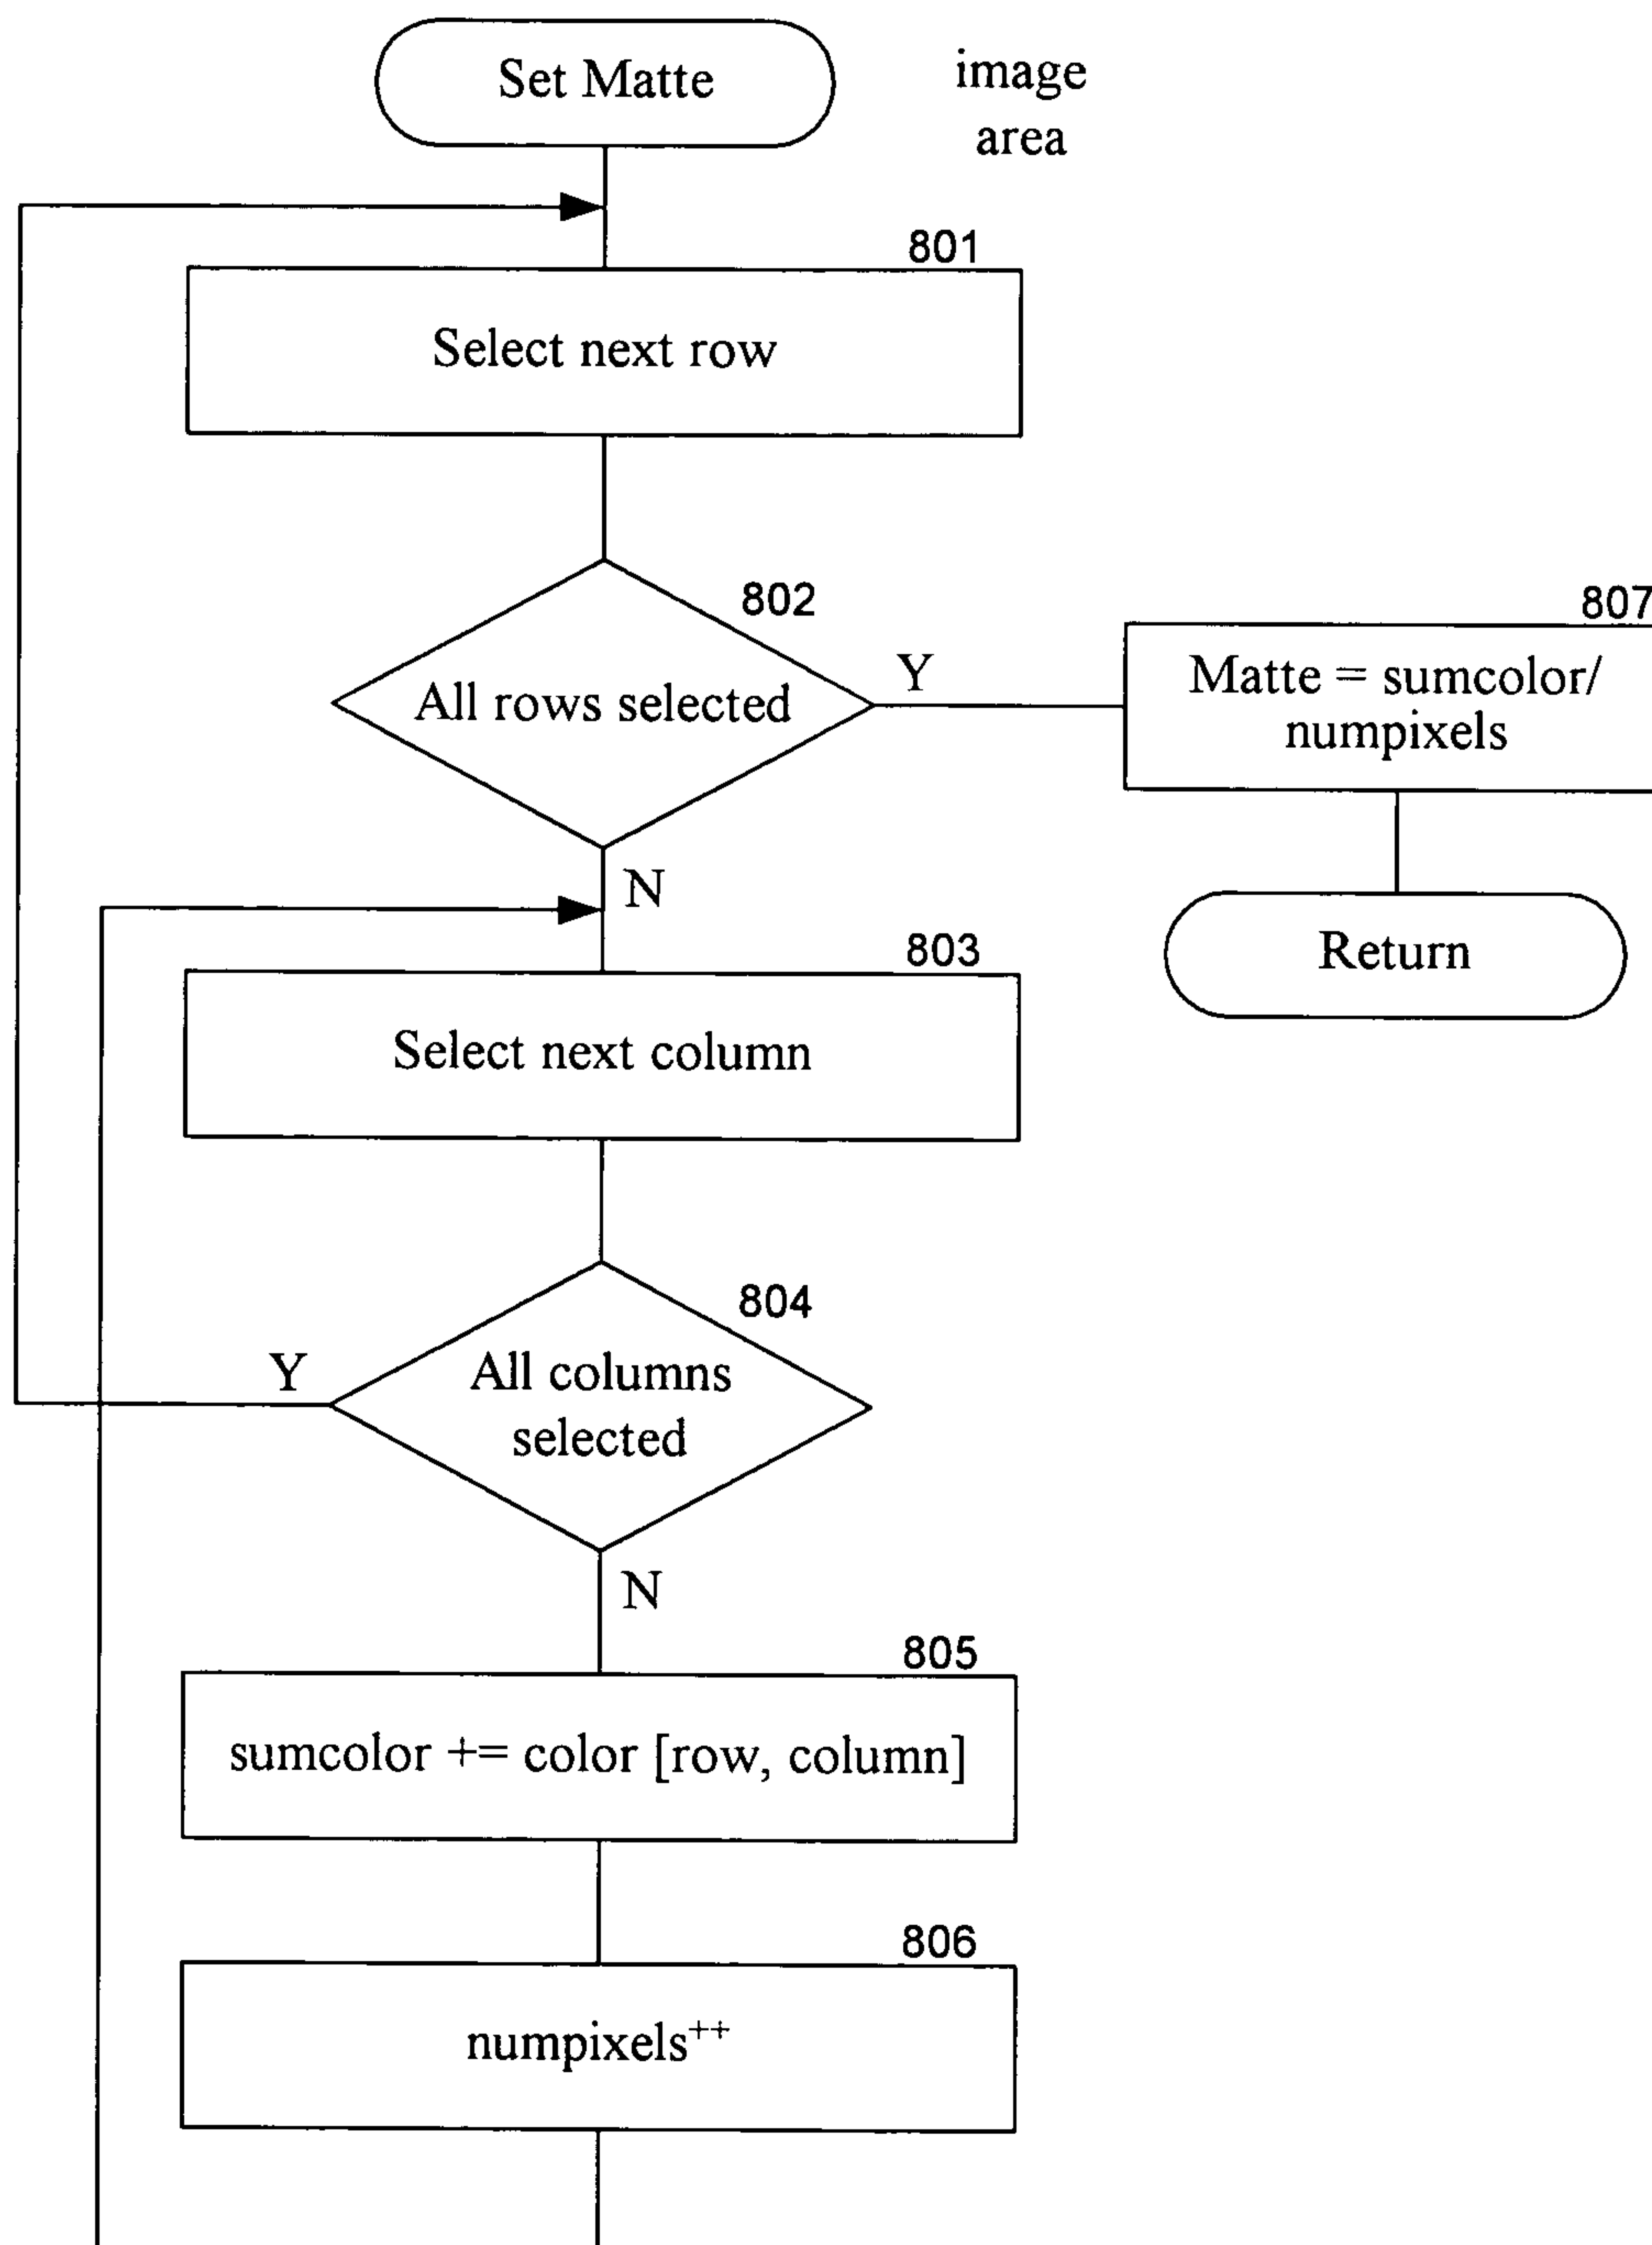 Set Matte
image
area
801
Select next row
802
All rows selected
Y
807
Matte = sumcolor/
numpixels
N
Return
803
Select next column
804
All columns
selected
Y
N
805
sumcolor += color [row, column]
806
numpixels++